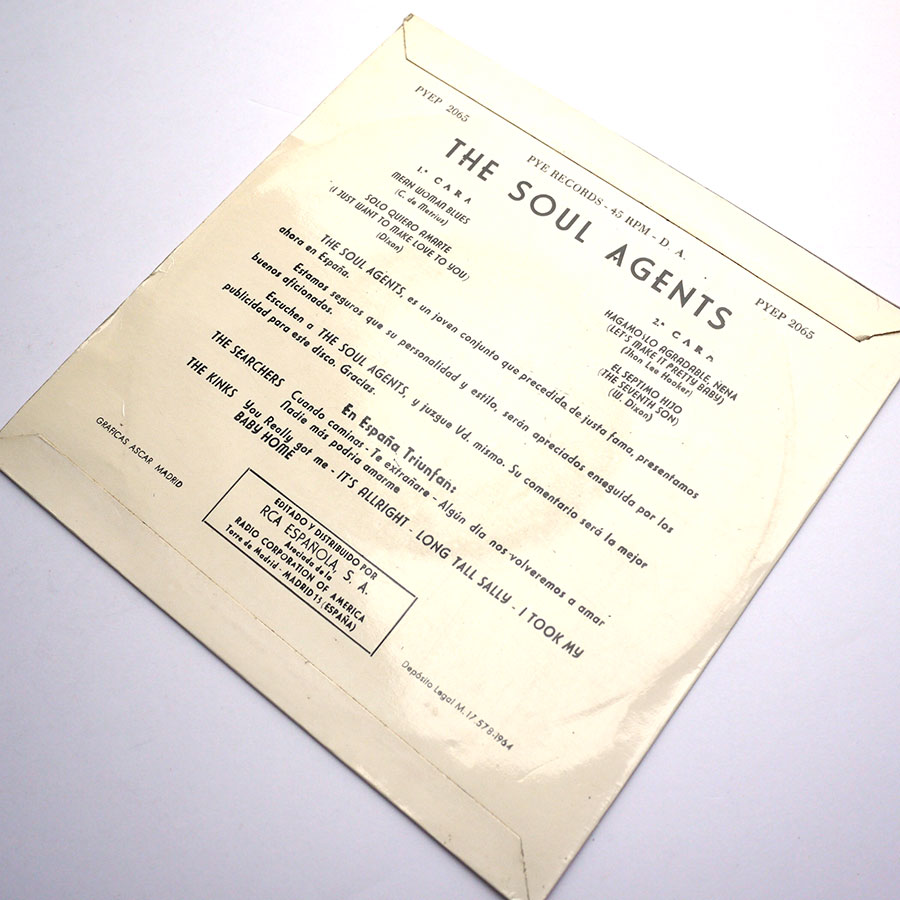 PYEP 2065
PYE RECORDS - 45 RPM - D. A.
PYEP 2065
THE SOUL AGENTS
1.ª CARA
MEAN WOMAN BLUES
(C. de Metrius)
SOLO QUIERO AMARTE
(I JUST WANT TO MAKE LOVE TO YOU)
(Dixon)
2.ª CARA
HAGAMOSLO AGRADABLE, NENA
(LET'S MAKE IT PRETTY BABY)
(Jhon Lee Hooker)
EL SEPTIMO HIJO
(THE SEVENTH SON)
(W. Dixon)
THE SOUL AGENTS, es un joven conjunto que precedida de justa fama, presentamos
ahora en España.
Estamos seguros que su personalidad y estilo, serán apreciados enseguida por los
buenos aficionados.
Escuchen a THE SOUL AGENTS, y juzgue Vd. mismo. Su comentario será la mejor
publicidad para este disco. Gracias.
En España Triunfan:
THE SEARCHERS Cuando caminas - Te extrañare - Algún dia nos volveremos a amar
Nadie más podria amarme
THE KINKS You Really got me - IT'S ALLRIGHT - LONG TALL SALLY - I TOOK MY
BABY HOME
GRAFICAS ASCAR MADRID
EDITADO Y DISTRIBUIDO POR
RCA ESPAÑOLA, S. A.
Asociada de la
RADIO CORPORATION OF AMERICA
Torre de Madrid - MADRID 13 (ESPAÑA)
Depósito Legal M. 17.578-1964